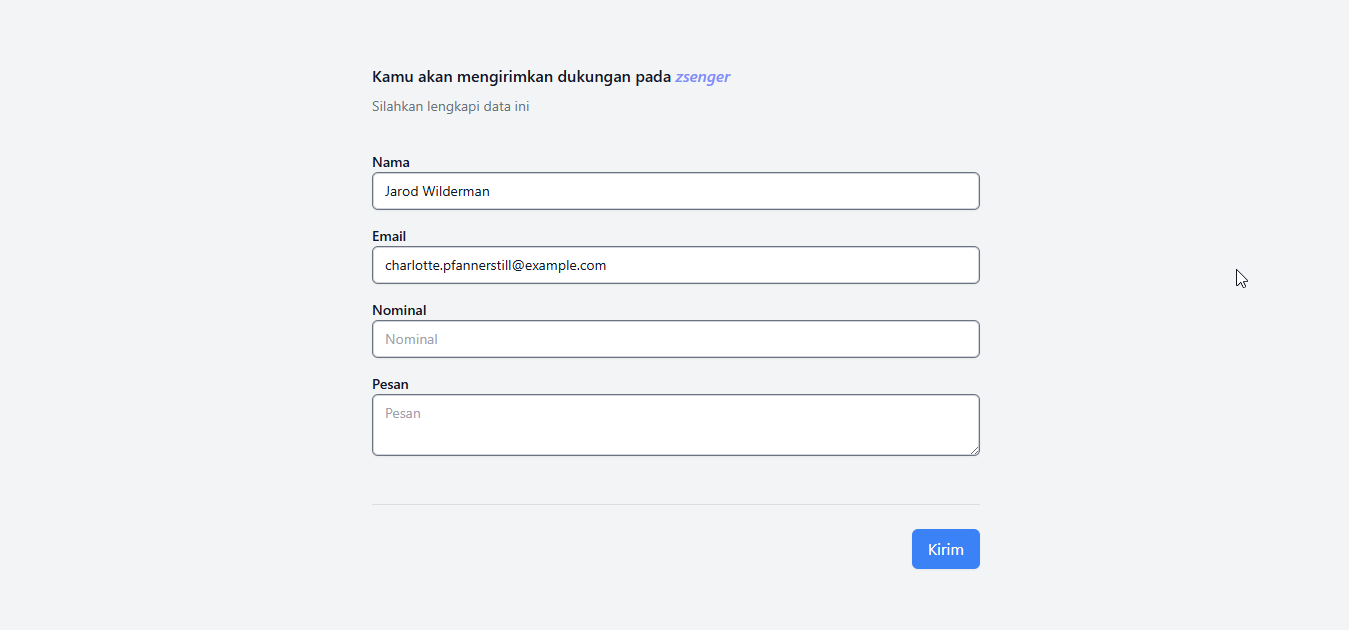 Kamu akan mengirimkan dukungan pada zsenger
Silahkan lengkapi data ini
Nama
Jarod Wilderman
Email
charlotte.pfannerstill@example.com
Nominal
Nominal
Pesan
Pesan
Kirim